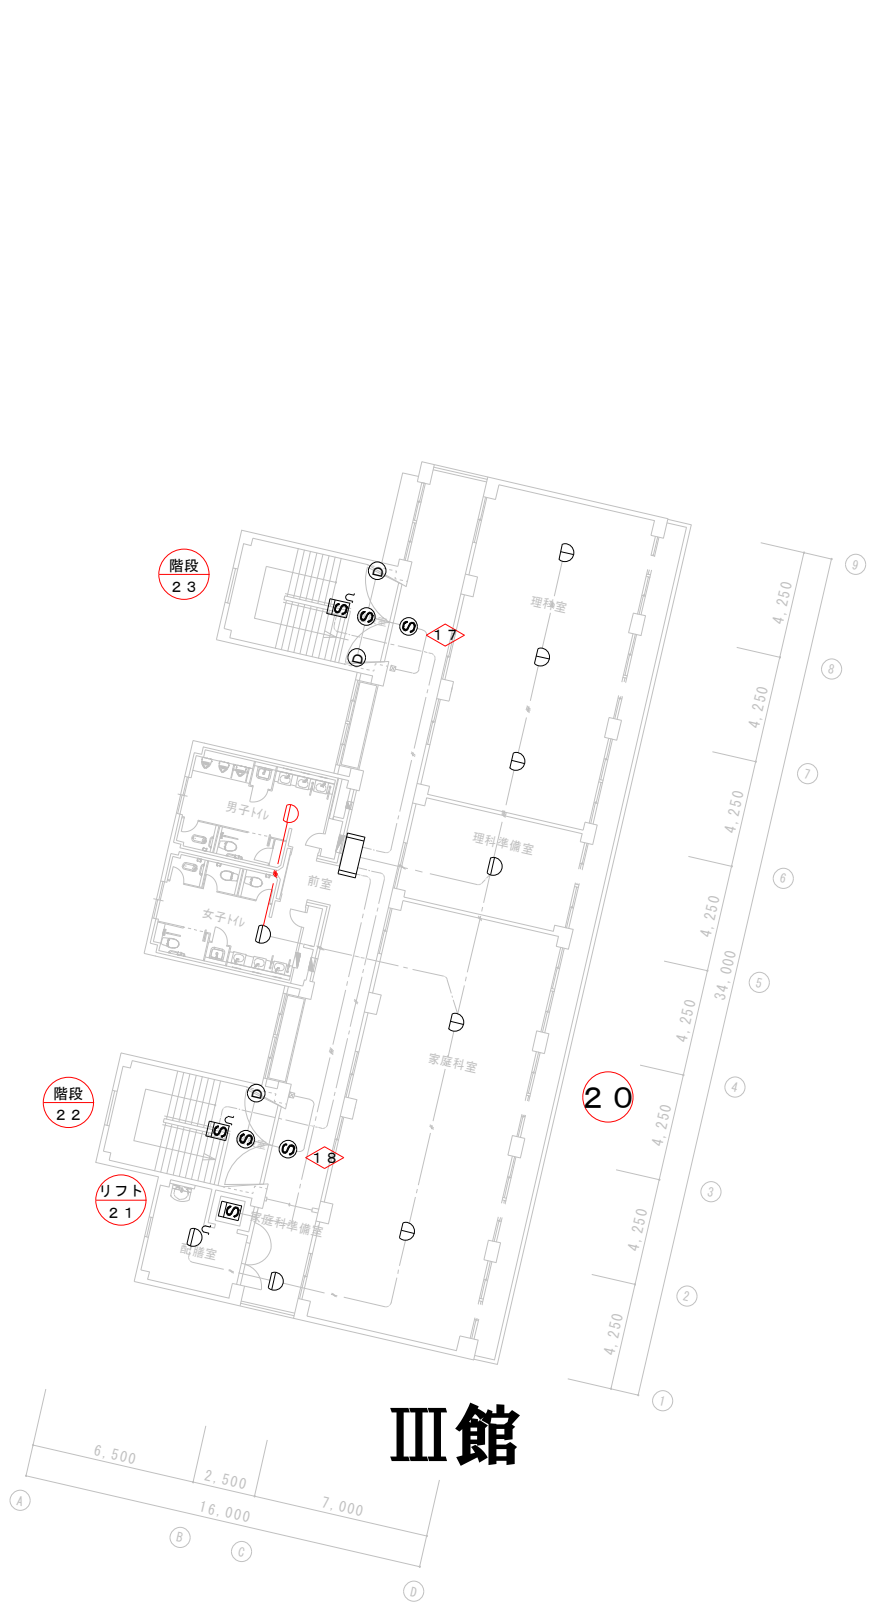 9
4,250
階段
２３
D
S
S
S
１７
理科室
D
8
4,250
7
4,250
男子トイレ
理科準備室
前室
6
4,250
女子トイレ
5
34,000
4,250
家庭科室
２０
4
4,250
階段
２２
D
S
S
S
１８
3
リフト
２１
S
家庭科準備室
4,250
配膳室
2
4,250
1
Ⅲ館
6,500
2,500
7,000
16,000
A
B
C
D